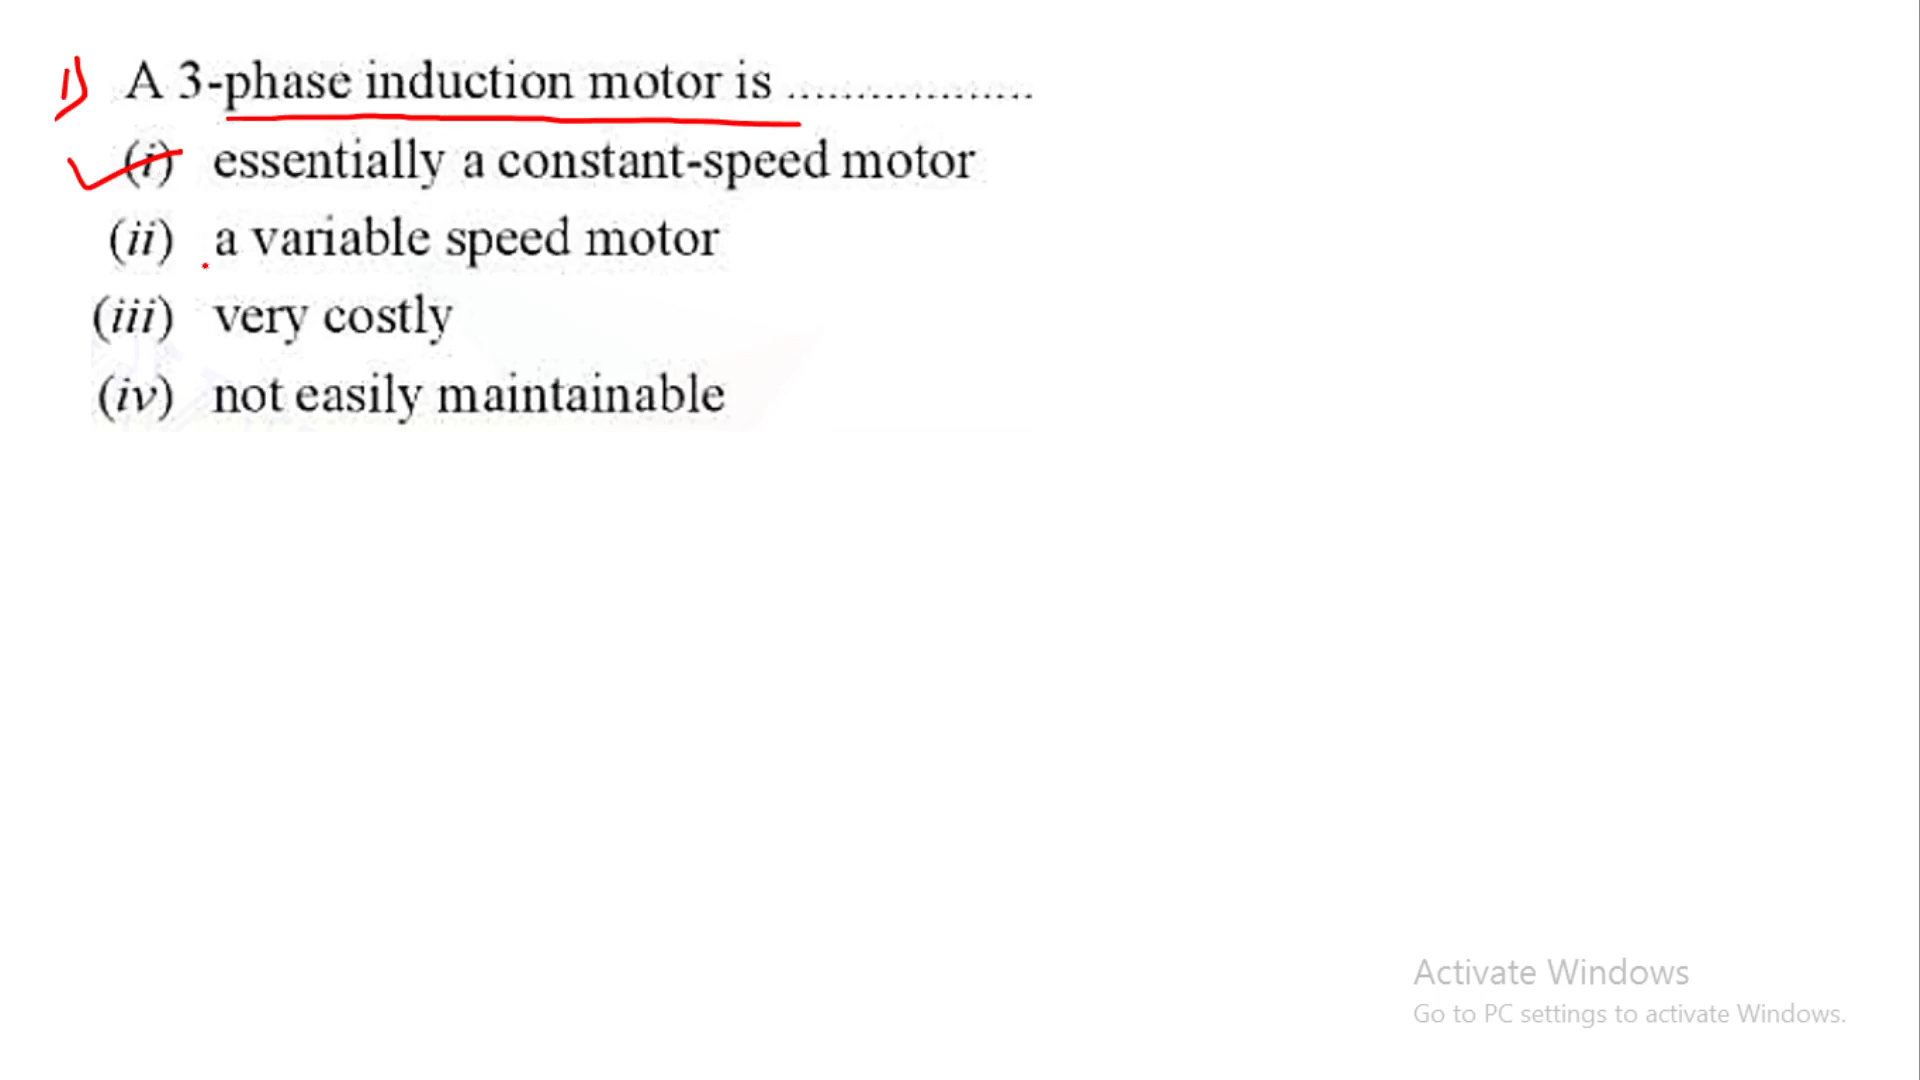 1) A 3-phase induction motor is ..................
(i) essentially a constant-speed motor
(ii) a variable speed motor
(iii) very costly
(iv) not easily maintainable
Activate Windows
Go to PC settings to activate Windows.